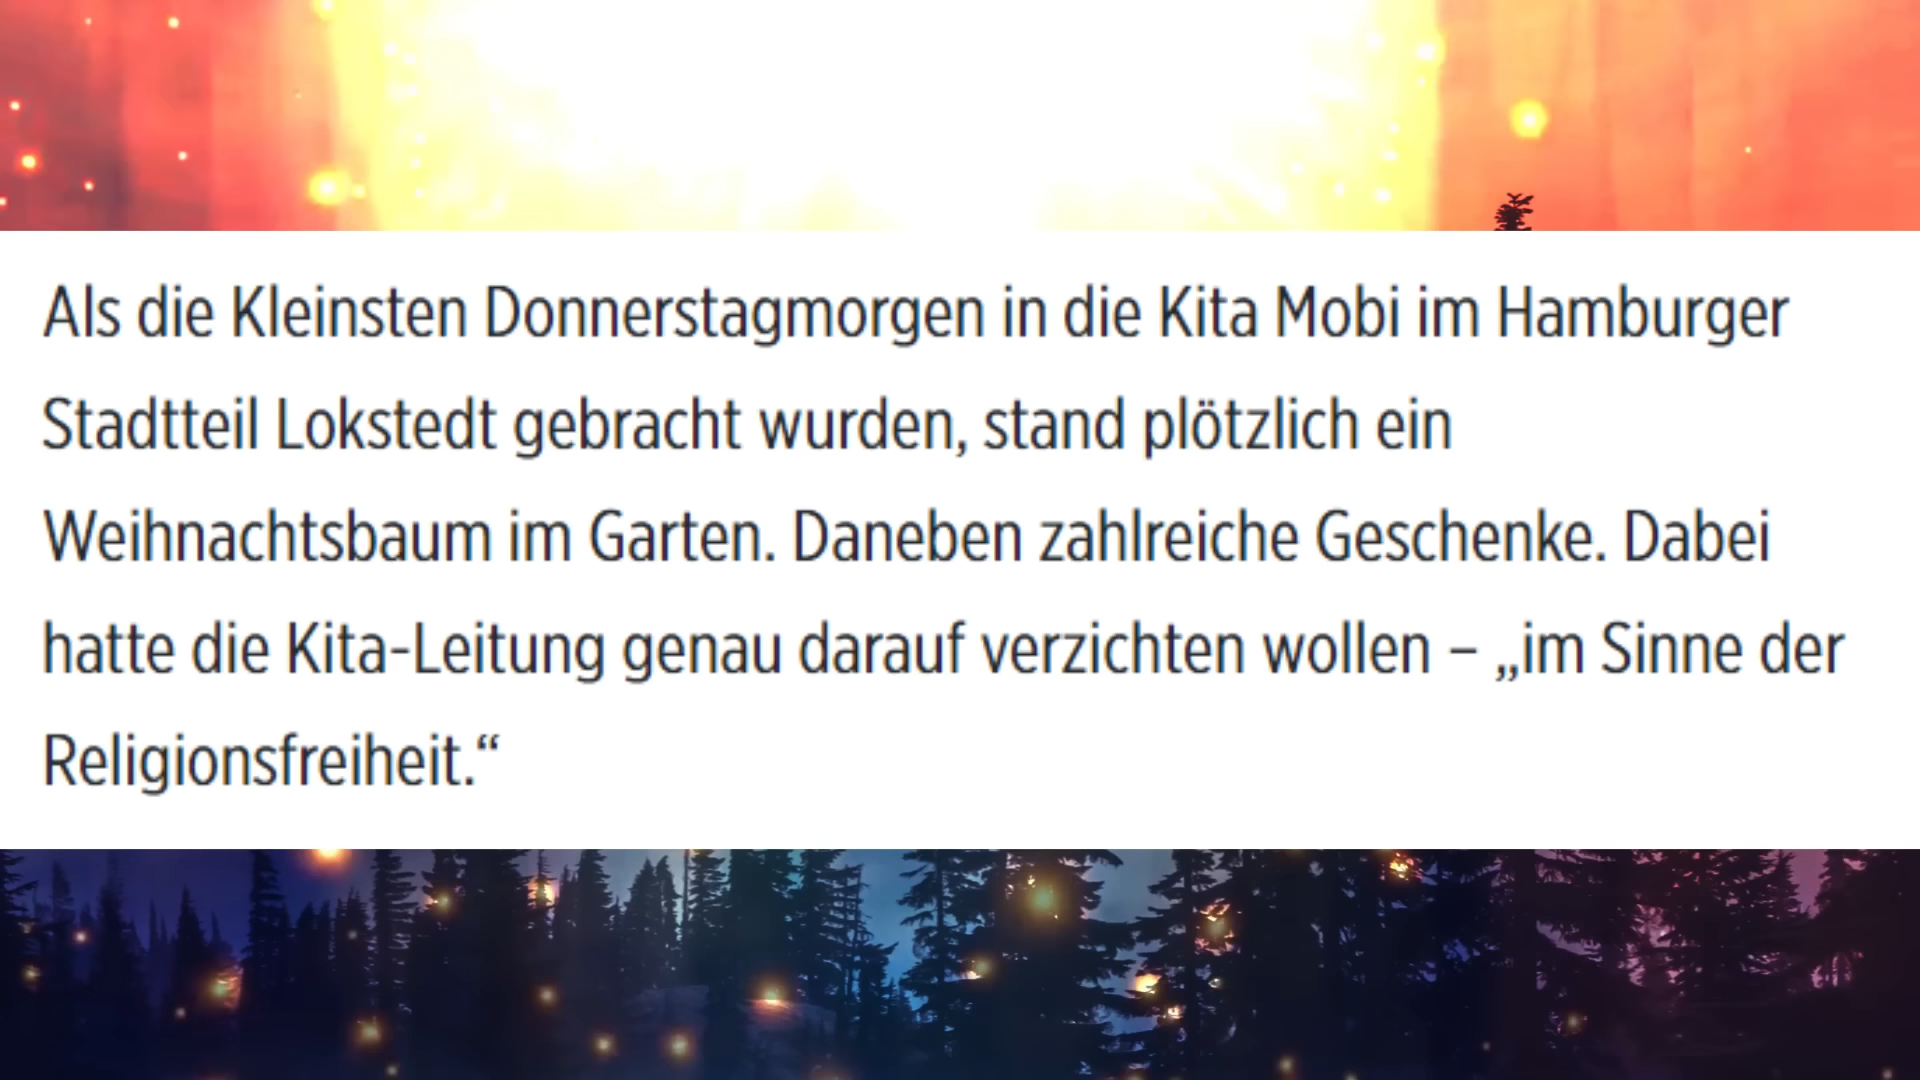 Als die Kleinsten Donnerstagmorgen in die Kita Mobi im Hamburger
Stadtteil Lokstedt gebracht wurden, stand plötzlich ein
Weihnachtsbaum im Garten. Daneben zahlreiche Geschenke. Dabei
hatte die Kita-Leitung genau darauf verzichten wollen – „im Sinne der
Religionsfreiheit.“